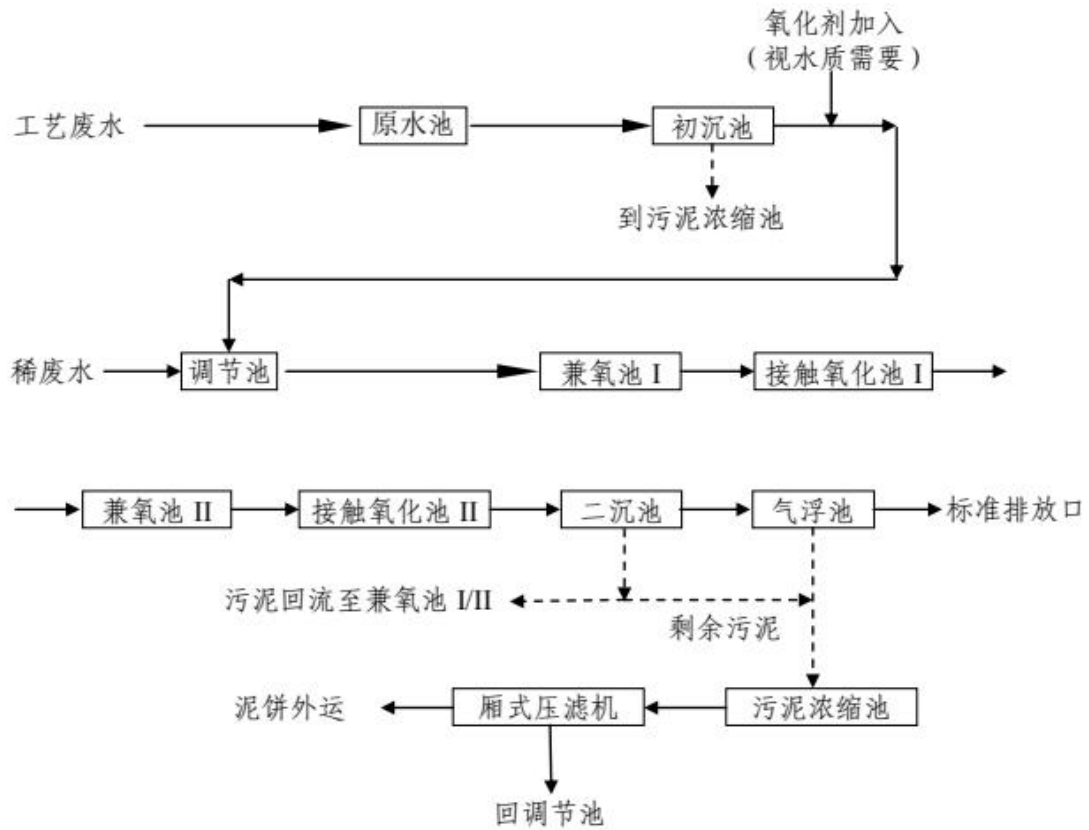 氧化剂加入
（视水质需要）
工艺废水
原水池
初沉池
到污泥浓缩池
稀废水
调节池
兼氧池 I
接触氧化池 I
兼氧池 II
接触氧化池 II
二沉池
气浮池
标准排放口
污泥回流至兼氧池 I/II
剩余污泥
泥饼外运
厢式压滤机
污泥浓缩池
回调节池